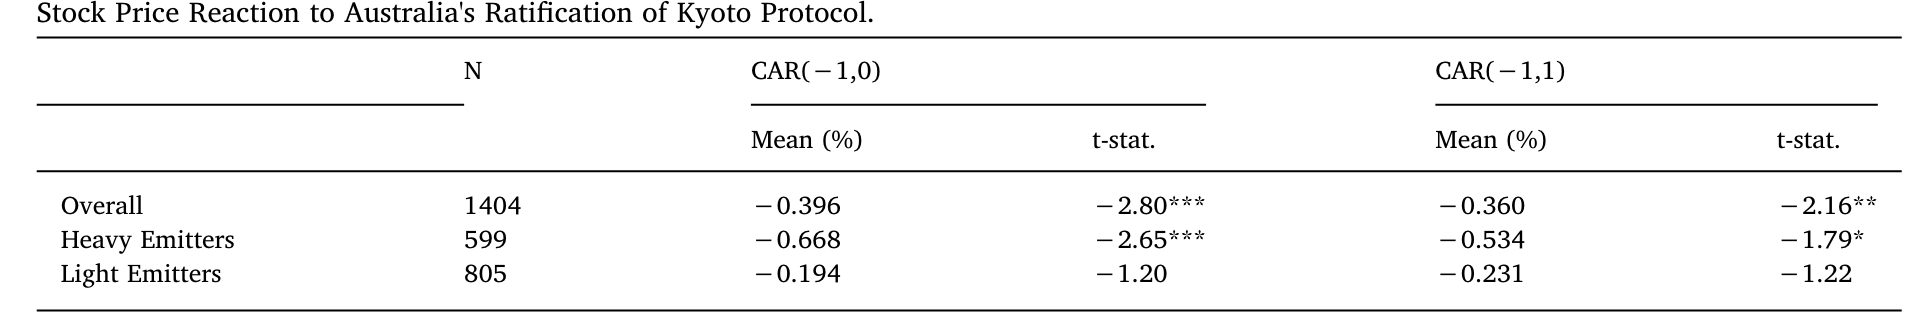 Stock Price Reaction to Australia's Ratification of Kyoto Protocol.
N CAR(−1,0) CAR(−1,1)
Mean (%) t-stat. Mean (%) t-stat.
Overall 1404 −0.396 −2.80*** −0.360 −2.16**
Heavy Emitters 599 −0.668 −2.65*** −0.534 −1.79*
Light Emitters 805 −0.194 −1.20 −0.231 −1.22